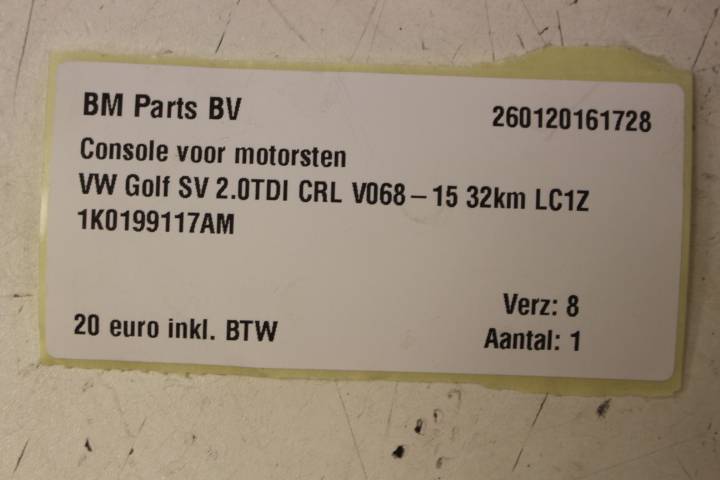 BM Parts BV 260120161728
Console voor motorsten
VW Golf SV 2.0TDI CRL V068-15 32km LC1Z
1K0199117AM
Verz: 8
20 euro inkl. BTW
Aantal: 1